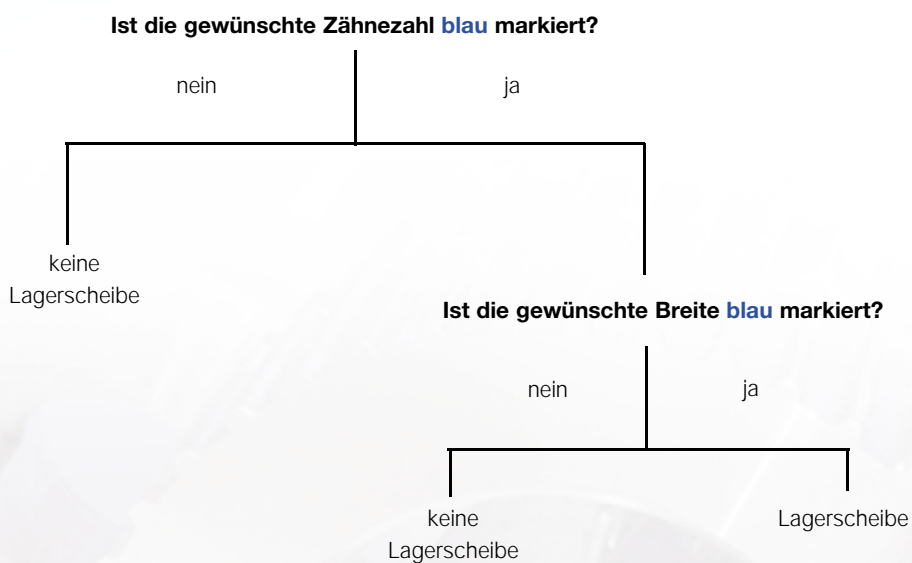 Ist die gewünschte Zähnezahl blau markiert?
nein
ja
keine
Lagerscheibe
Ist die gewünschte Breite blau markiert?
nein
ja
keine
Lagerscheibe
Lagerscheibe